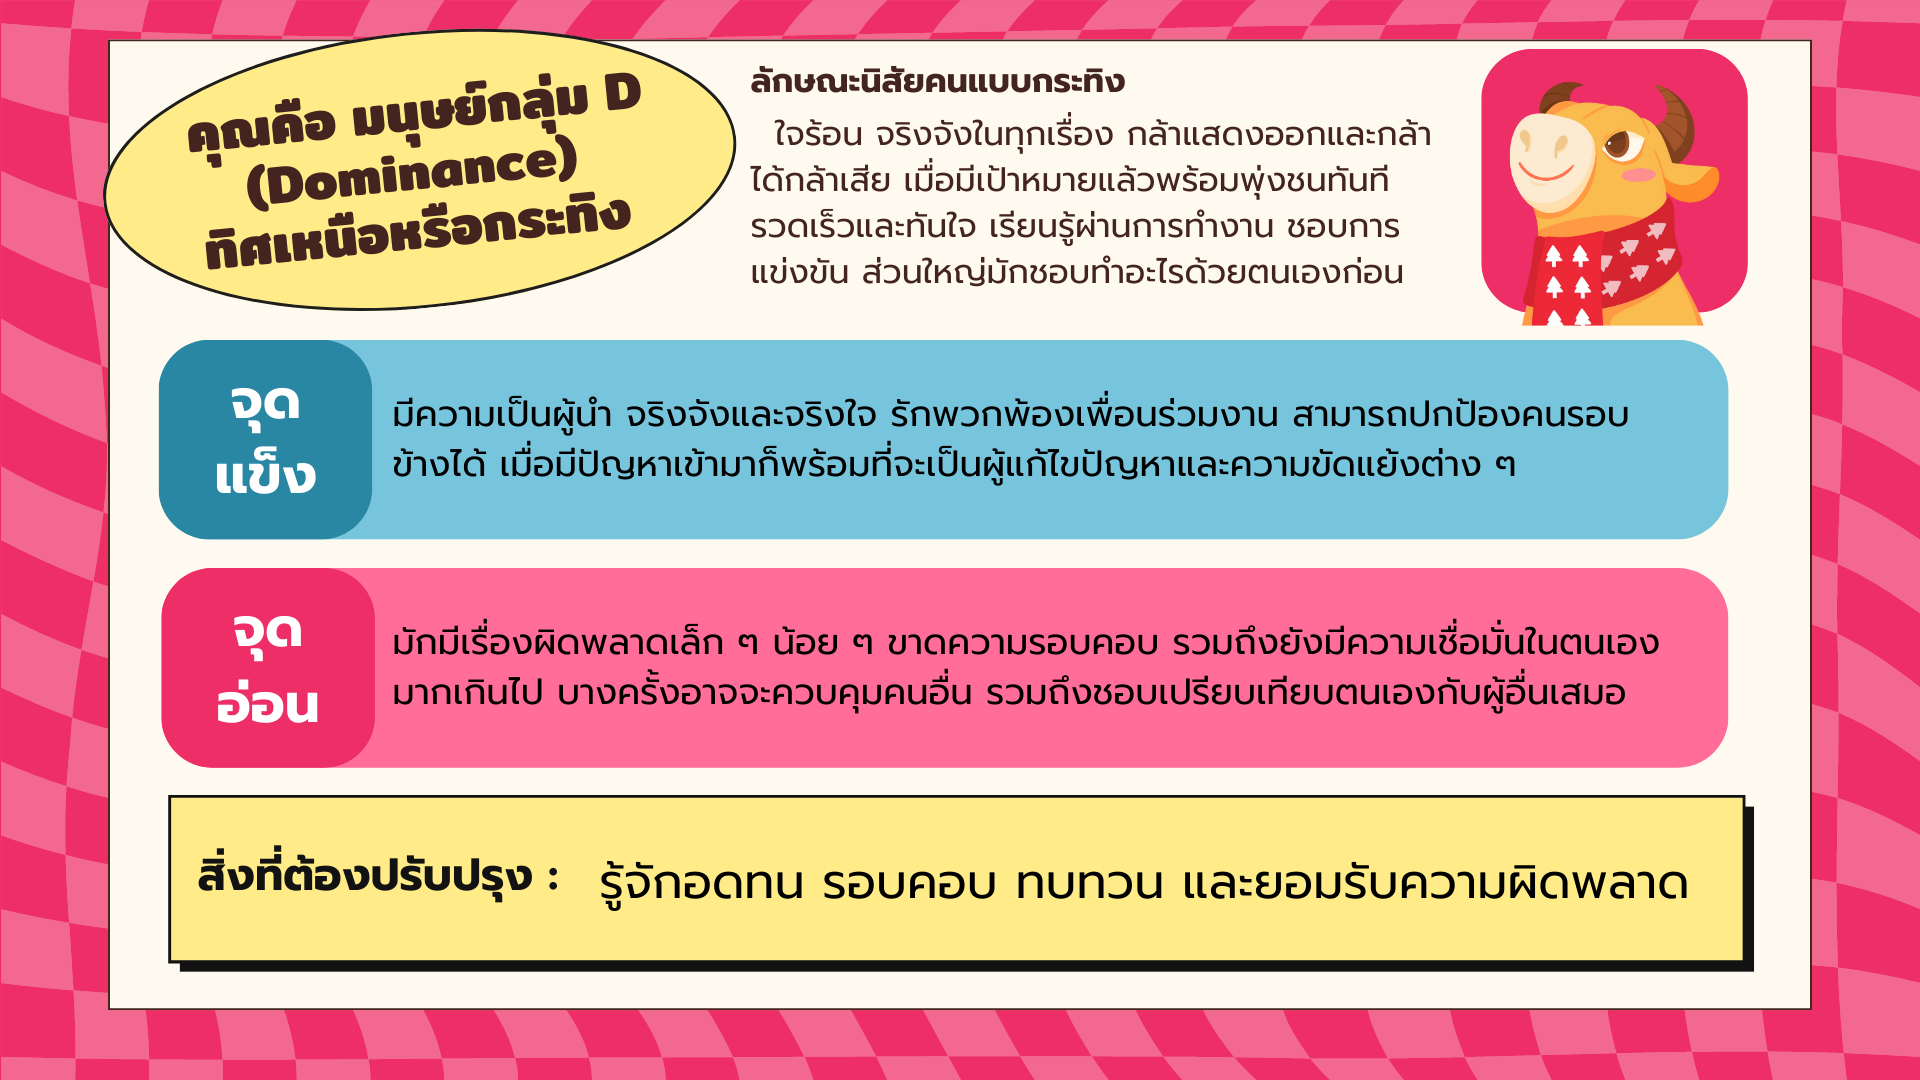 คุณคือ มนุษย์กลุ่ม D
(Dominance)
ทิศเหนือหรือกระทิง
ลักษณะนิสัยคนแบบกระทิง
ใจร้อน จริงจังในทุกเรื่อง กล้าแสดงออกและกล้า
ได้กล้าเสีย เมื่อมีเป้าหมายแล้วพร้อมพุ่งชนทันที
รวดเร็วและทันใจ เรียนรู้ผ่านการทำงาน ชอบการ
แข่งขัน ส่วนใหญ่มักชอบทำอะไรด้วยตนเองก่อน
จุด
แข็ง
มีความเป็นผู้นำ จริงจังและจริงใจ รักพวกพ้องเพื่อนร่วมงาน สามารถปกป้องคนรอบ
ข้างได้ เมื่อมีปัญหาเข้ามาก็พร้อมที่จะเป็นผู้แก้ไขปัญหาและความขัดแย้งต่าง ๆ
จุด
อ่อน
มักมีเรื่องผิดพลาดเล็ก ๆ น้อย ๆ ขาดความรอบคอบ รวมถึงยังมีความเชื่อมั่นในตนเอง
มากเกินไป บางครั้งอาจจะควบคุมคนอื่น รวมถึงชอบเปรียบเทียบตนเองกับผู้อื่นเสมอ
สิ่งที่ต้องปรับปรุง : รู้จักอดทน รอบคอบ ทบทวน และยอมรับความผิดพลาด